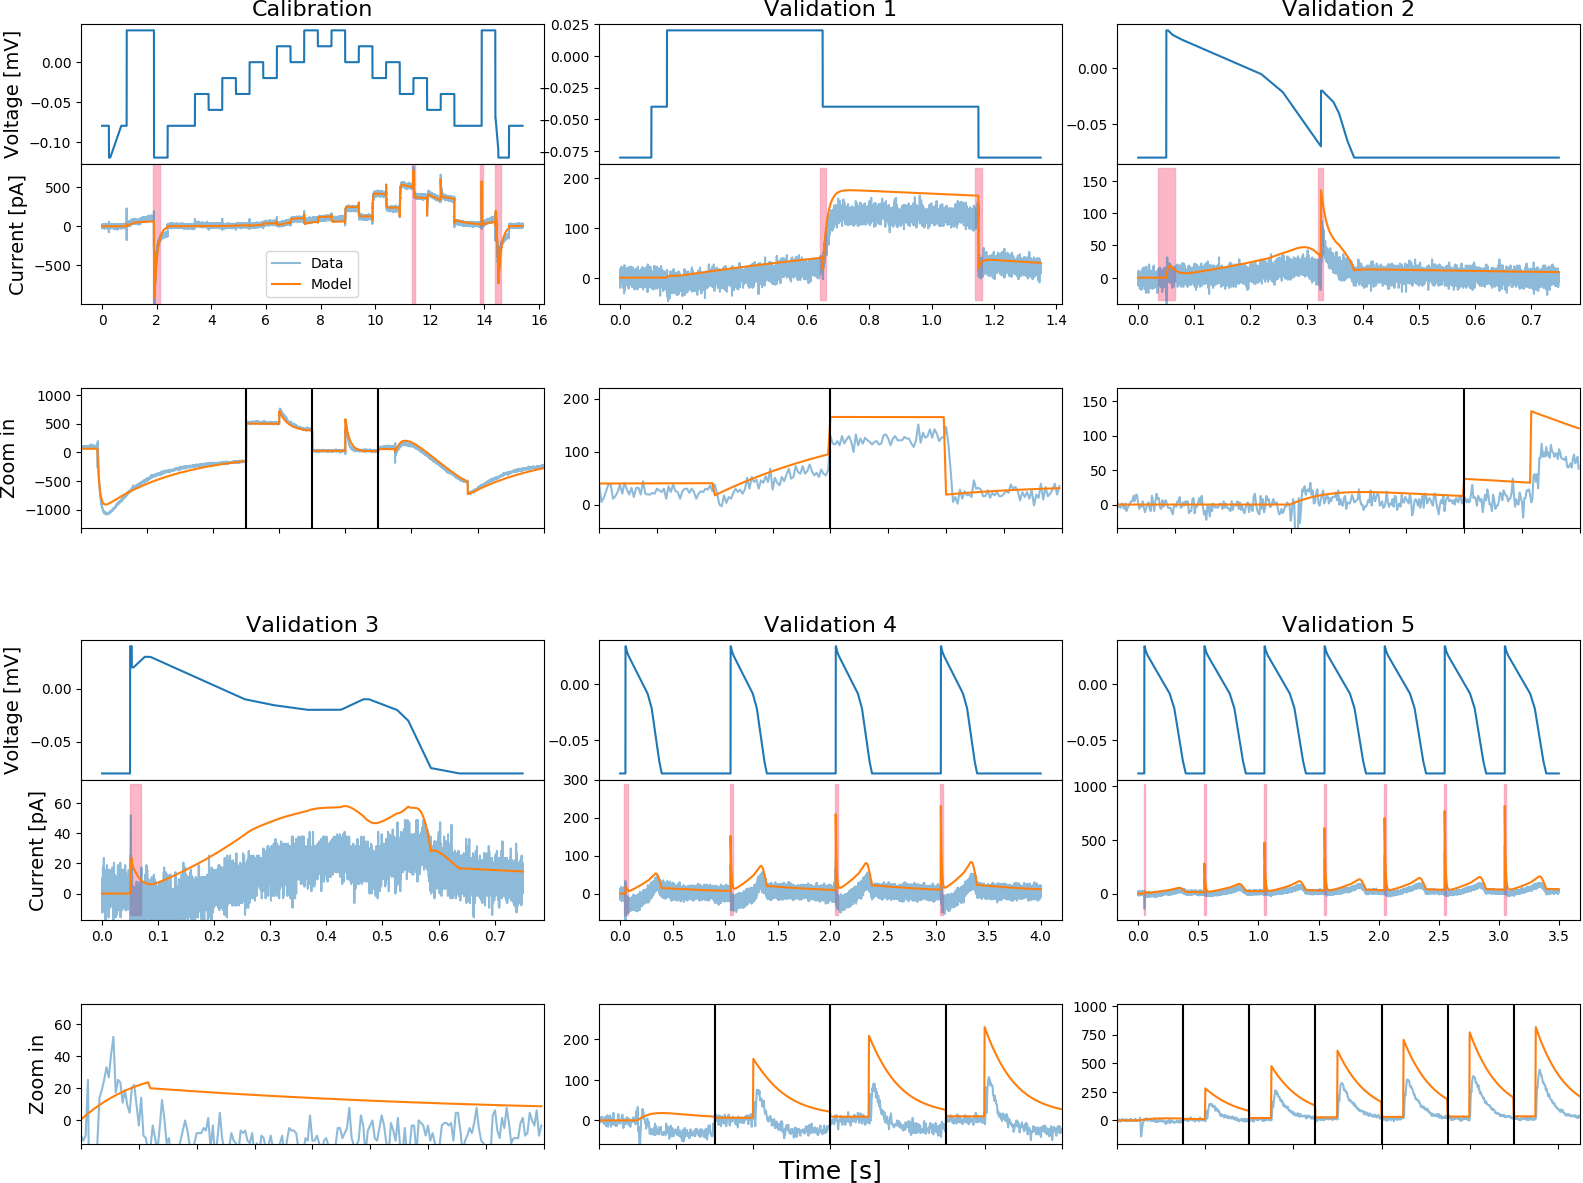 Calibration
Validation 1
Validation 2
Voltage [mV]
0.00
−0.05
−0.10
0.025
0.000
−0.025
−0.050
−0.075
0.00
−0.05
Current [pA]
500
0
−500
Data
Model
200
100
0
150
100
50
0
0 2 4 6 8 10 12 14 16
0.0 0.2 0.4 0.6 0.8 1.0 1.2 1.4
0.0 0.1 0.2 0.3 0.4 0.5 0.6 0.7
Zoom in
1000
500
0
−500
−1000
200
100
0
150
100
50
0
Validation 3
Validation 4
Validation 5
Voltage [mV]
0.00
−0.05
0.00
−0.05
0.00
−0.05
Current [pA]
60
40
20
0
300
200
100
0
1000
500
0
0.0 0.1 0.2 0.3 0.4 0.5 0.6 0.7
0.0 0.5 1.0 1.5 2.0 2.5 3.0 3.5 4.0
0.0 0.5 1.0 1.5 2.0 2.5 3.0 3.5
Zoom in
60
40
20
0
200
100
0
1000
750
500
250
0
Time [s]